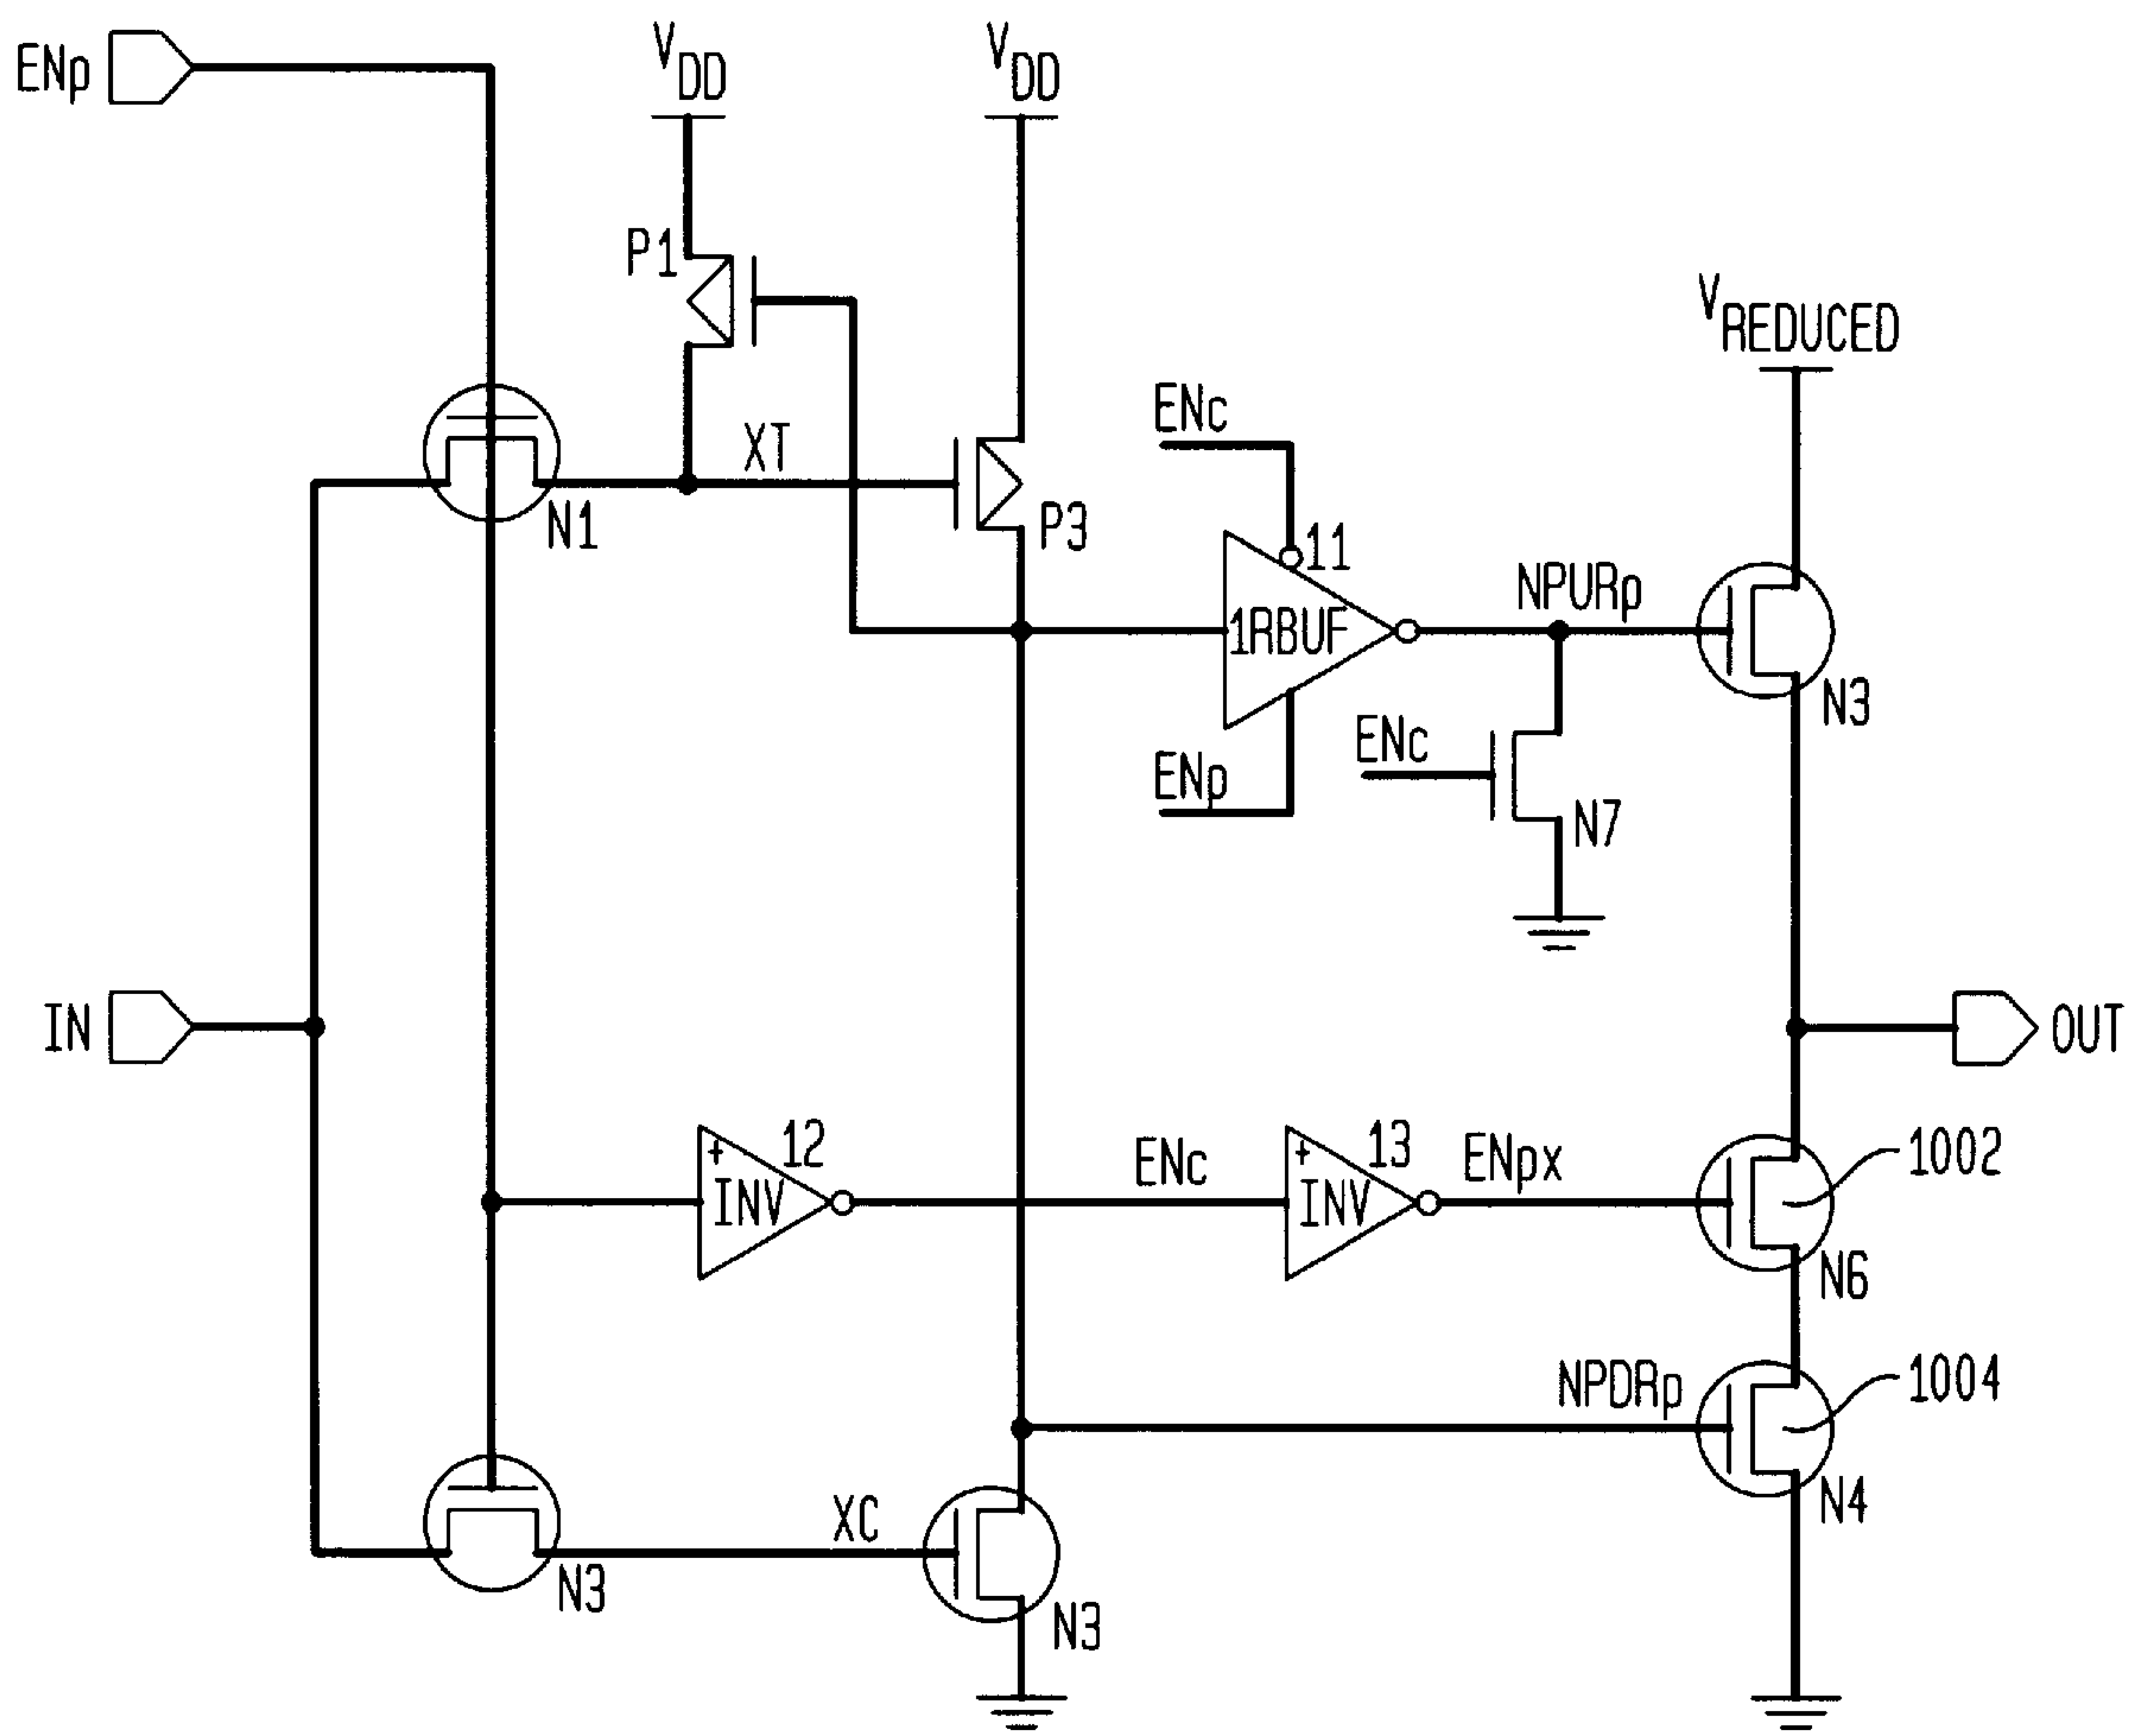 ENp
VDD
VDD
P1
VREDUCED
ENc
XT
N1
P3
11
1RBUF
NPURp
N3
ENc
ENp
N7
IN
OUT
12
+
INV
ENc
13
+
INV
ENpx
1002
N6
NPDRp
1004
N4
XC
N3
N3